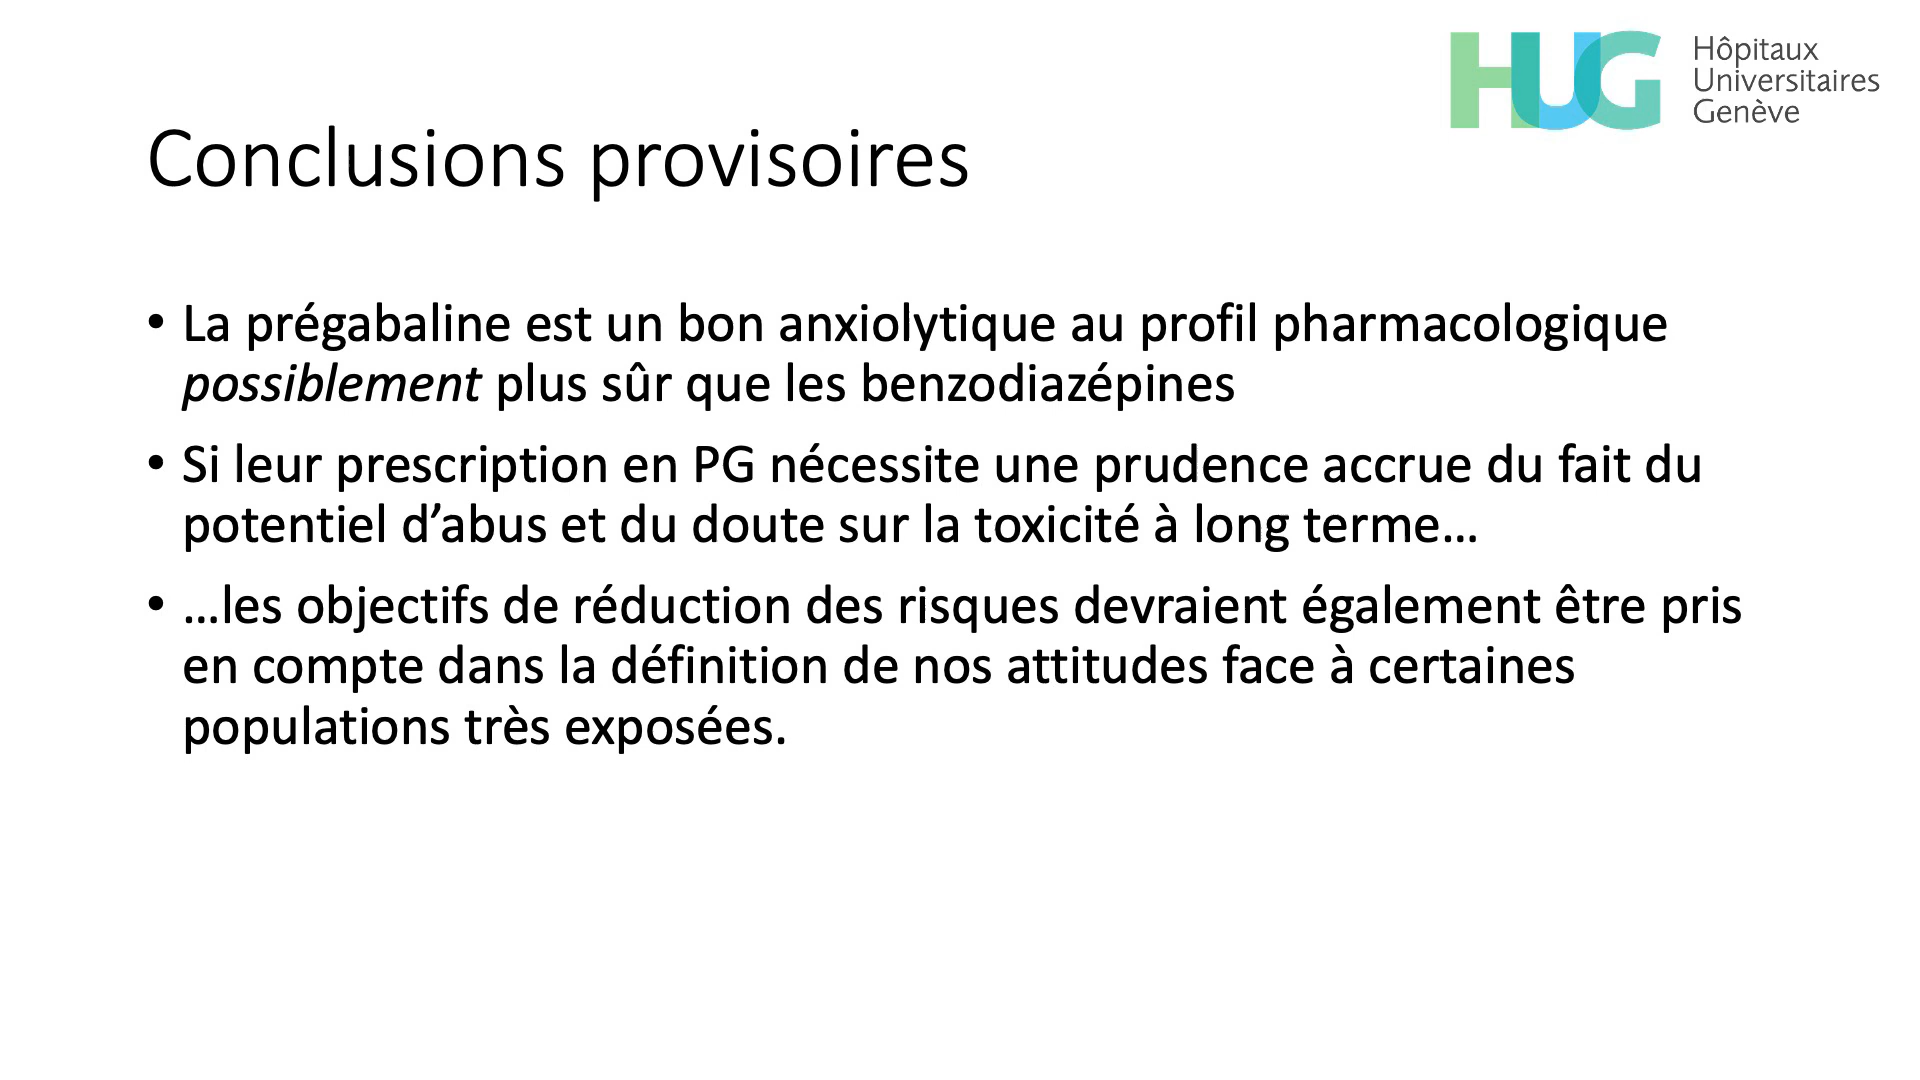 HUG
Hôpitaux
Universitaires
Genève
Conclusions provisoires
• La prégabaline est un bon anxiolytique au profil pharmacologique
possiblement plus sûr que les benzodiazépines
• Si leur prescription en PG nécessite une prudence accrue du fait du
potentiel d’abus et du doute sur la toxicité à long terme…
• …les objectifs de réduction des risques devraient également être pris
en compte dans la définition de nos attitudes face à certaines
populations très exposées.